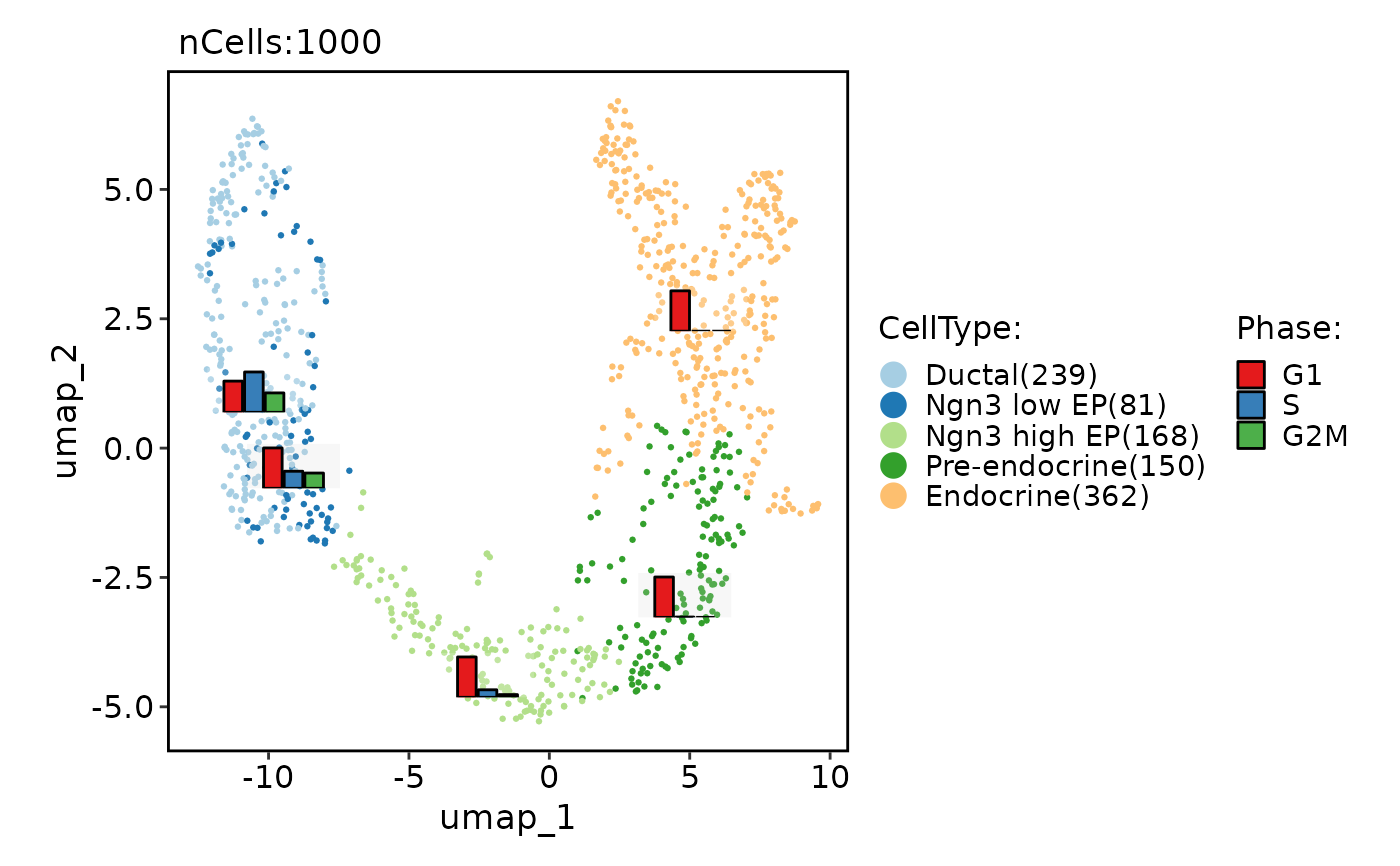 nCells:1000
umap_2
5.0
2.5
0.0
-2.5
-5.0
-10
-5
0
5
10
umap_1
CellType:
Ductal(239)
Ngn3 low EP(81)
Ngn3 high EP(168)
Pre-endocrine(150)
Endocrine(362)
Phase:
G1
S
G2M